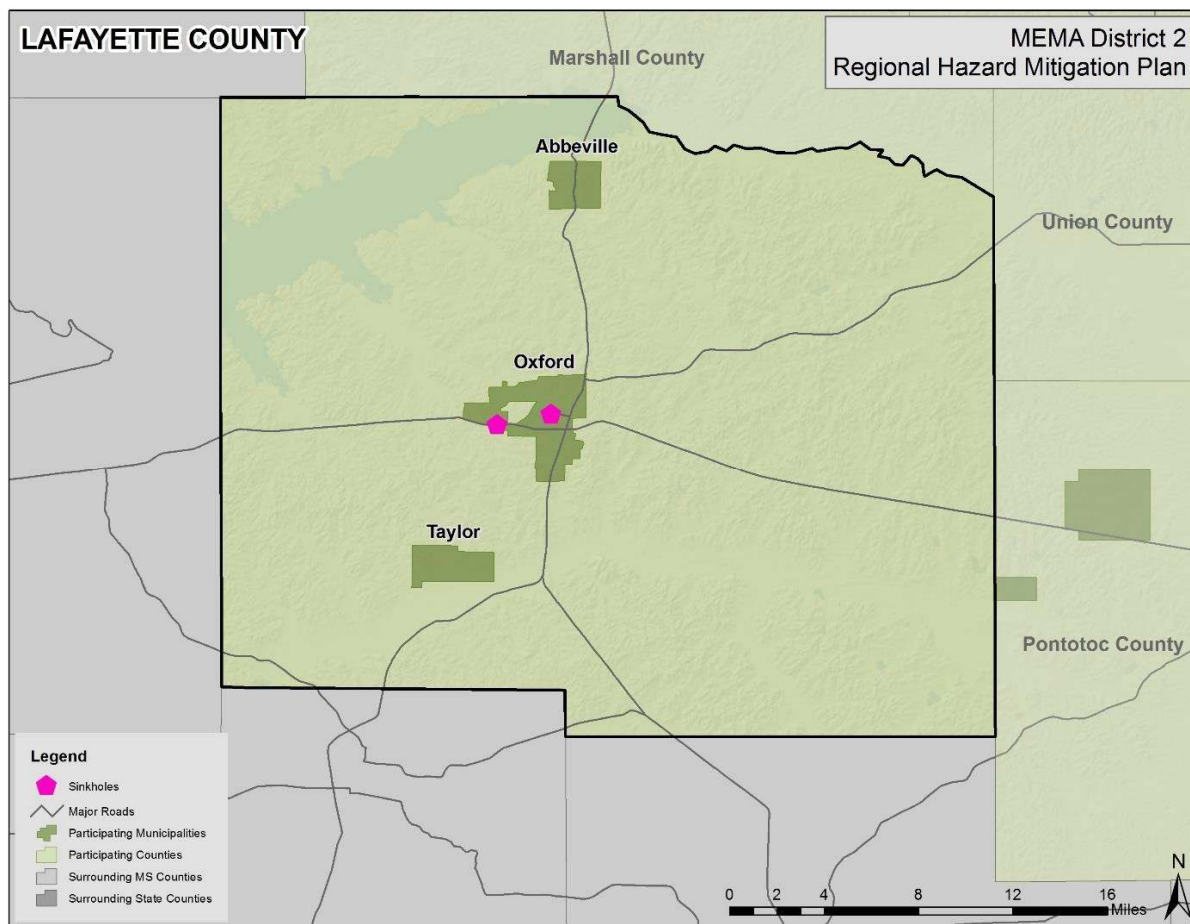 LAFAYETTE COUNTY
MEMA District 2
Regional Hazard Mitigation Plan
Marshall County
Abbeville
Union County
Oxford
Taylor
Pontotoc County
Legend
Sinkholes
Major Roads
Participating Municipalities
Participating Counties
Surrounding MS Counties
Surrounding State Counties
N
0 2 4 8 12 16
Miles